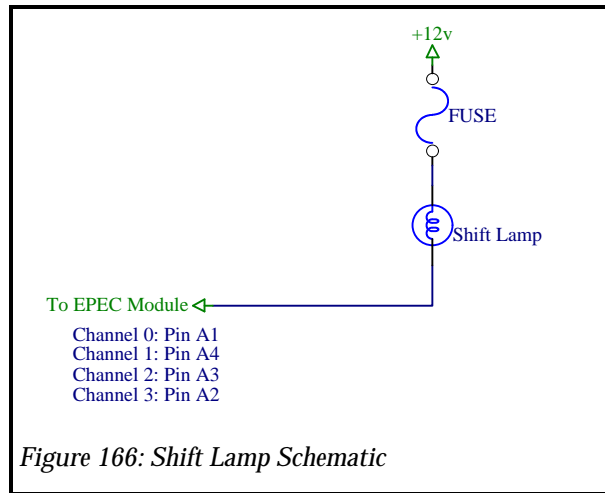 +12v
FUSE
Shift Lamp
To EPEC Module
Channel 0: Pin A1
Channel 1: Pin A4
Channel 2: Pin A3
Channel 3: Pin A2
Figure 166: Shift Lamp Schematic